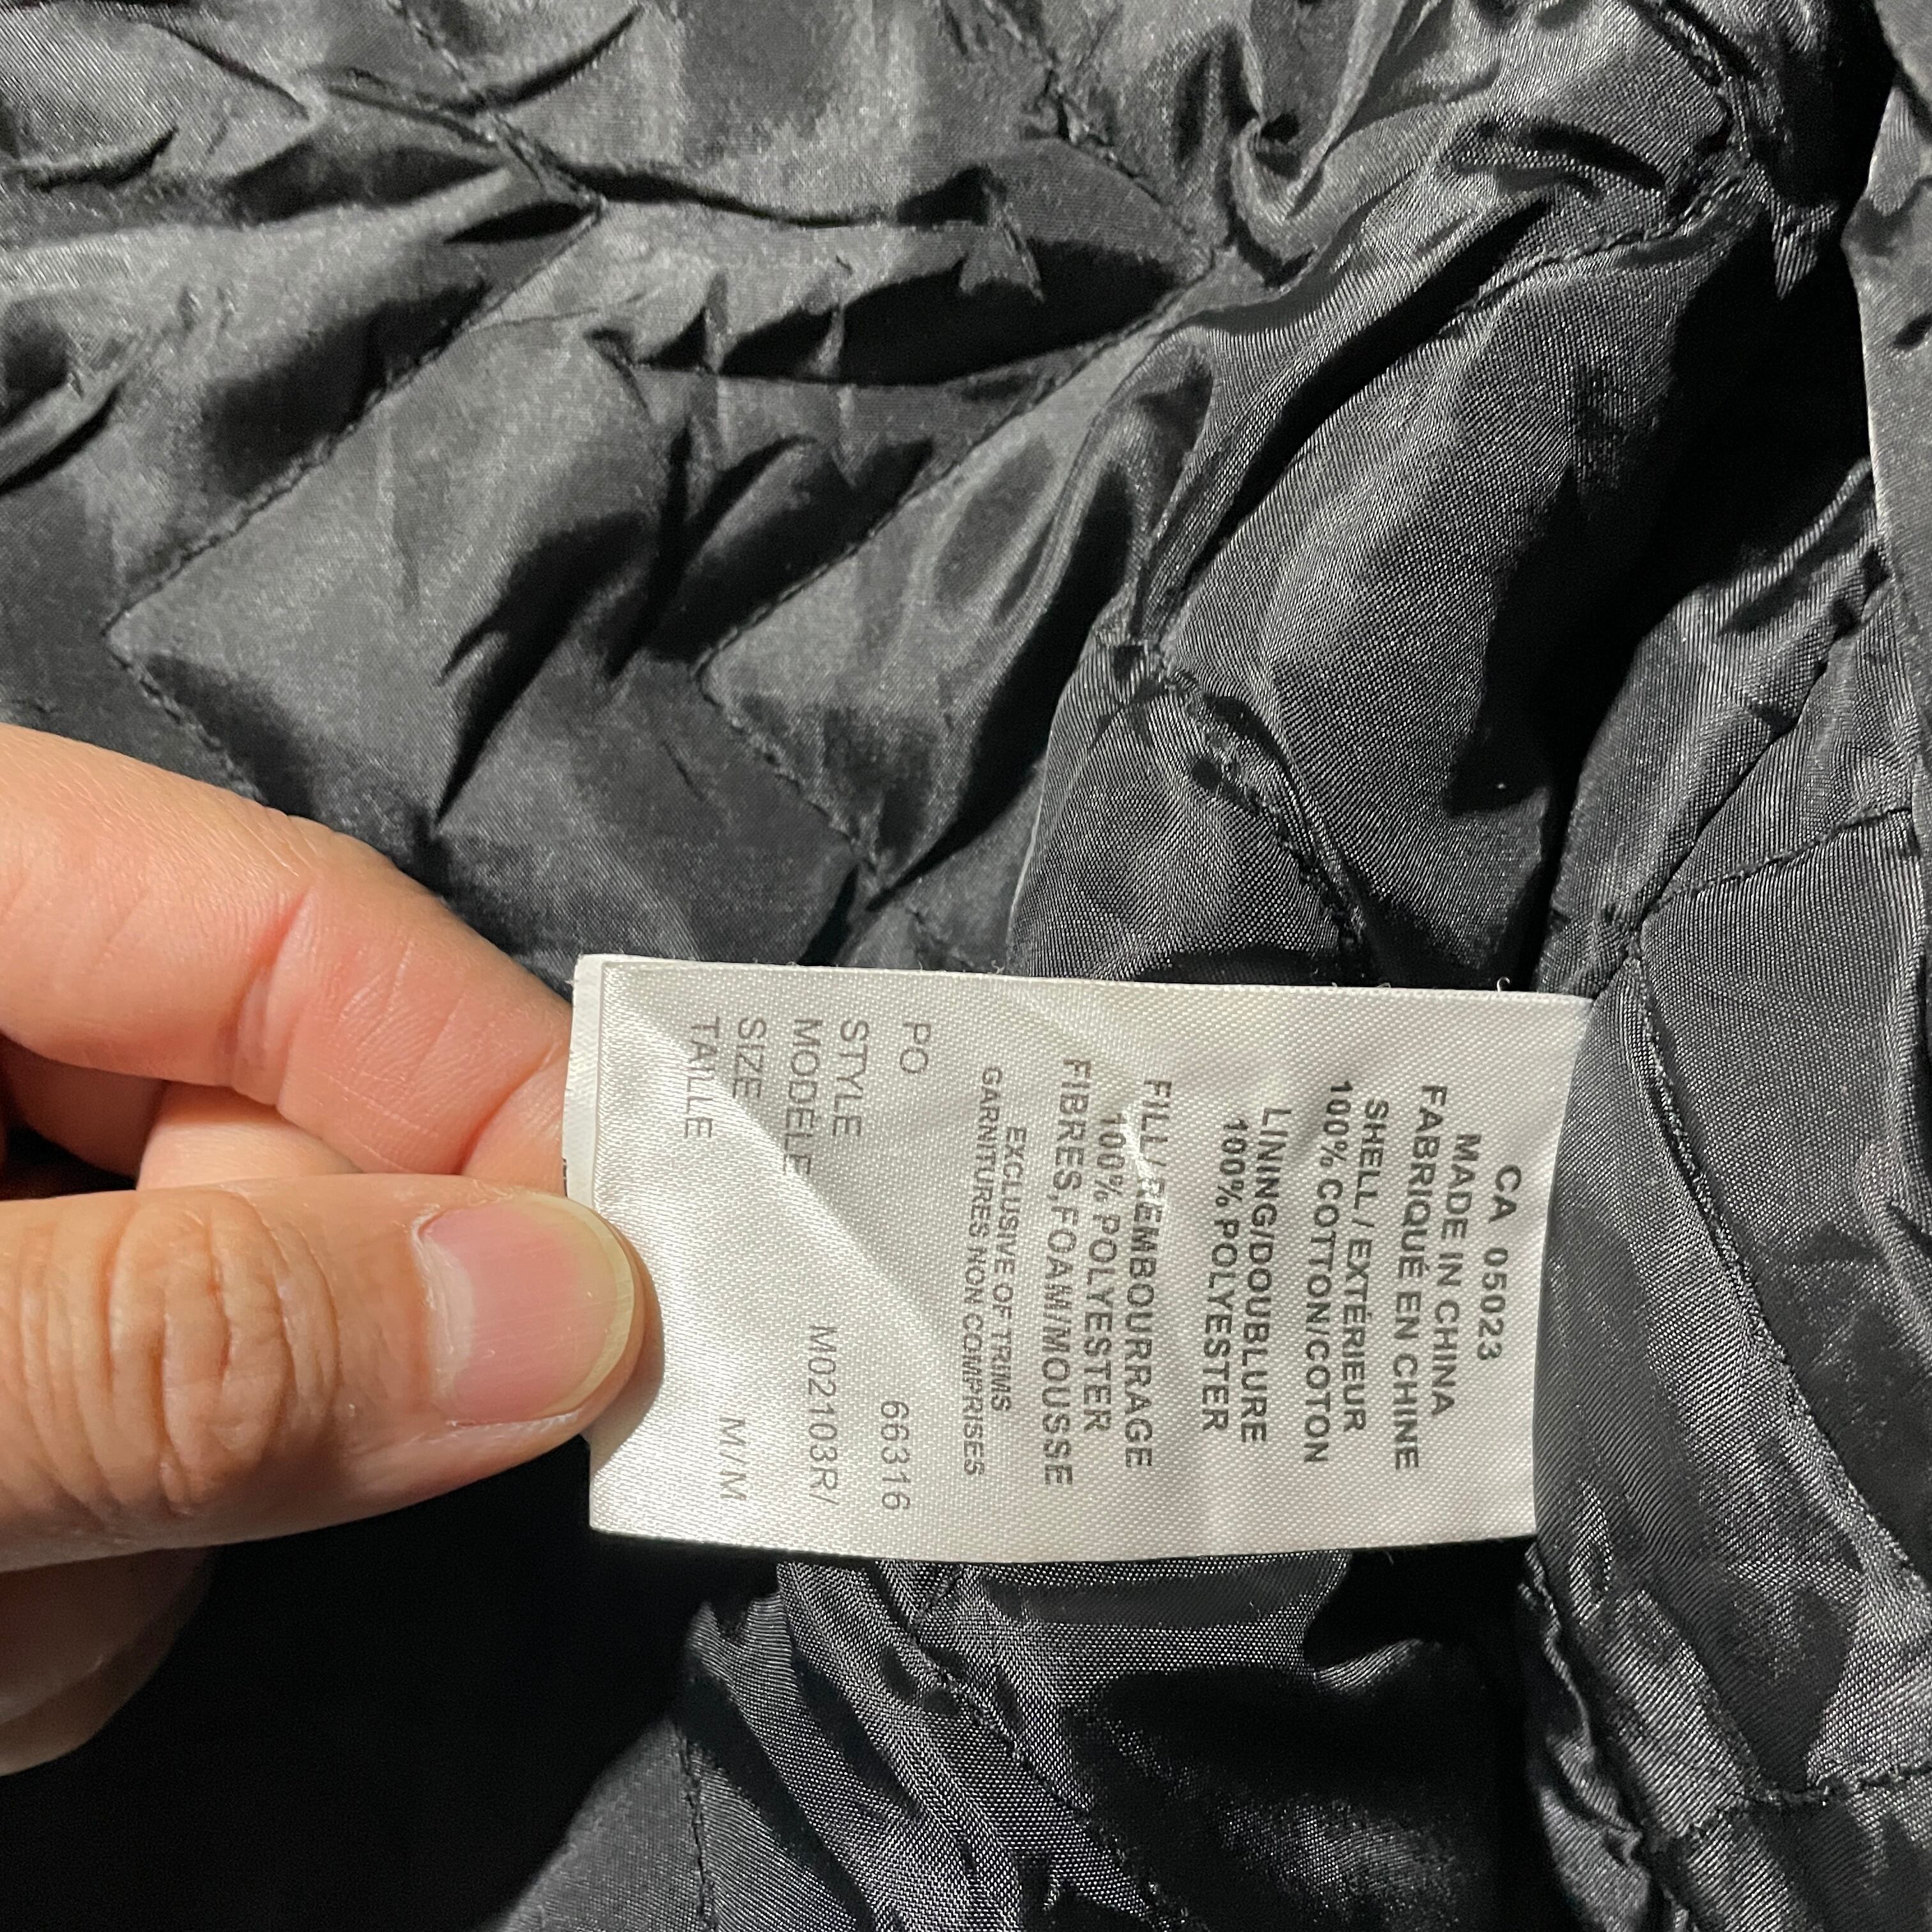 CA 05023
MADE IN CHINA
FABRIQUÉ EN CHINE
SHELL / EXTÉRIEUR
100% COTTON/COTON
LINING/DOUBLURE
100% POLYESTER
FILL/REMBOURRAGE
100% POLYESTER
FIBRES,FOAM/MOUSSE
EXCLUSIVE OF TRIMS
GARNITURES NON COMPRISES
PO 66316
STYLE
MODÈLE M02103R/
SIZE
TAILLE M/M